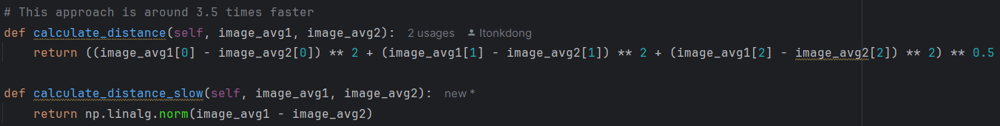 # This approach is around 3.5 times faster
def calculate_distance(self, image_avg1, image_avg2): 2 usages ltonkdong
    return ((image_avg1[0] - image_avg2[0]) ** 2 + (image_avg1[1] - image_avg2[1]) ** 2 + (image_avg1[2] - image_avg2[2]) ** 2) ** 0.5
def calculate_distance_slow(self, image_avg1, image_avg2): new *
    return np.linalg.norm(image_avg1 - image_avg2)